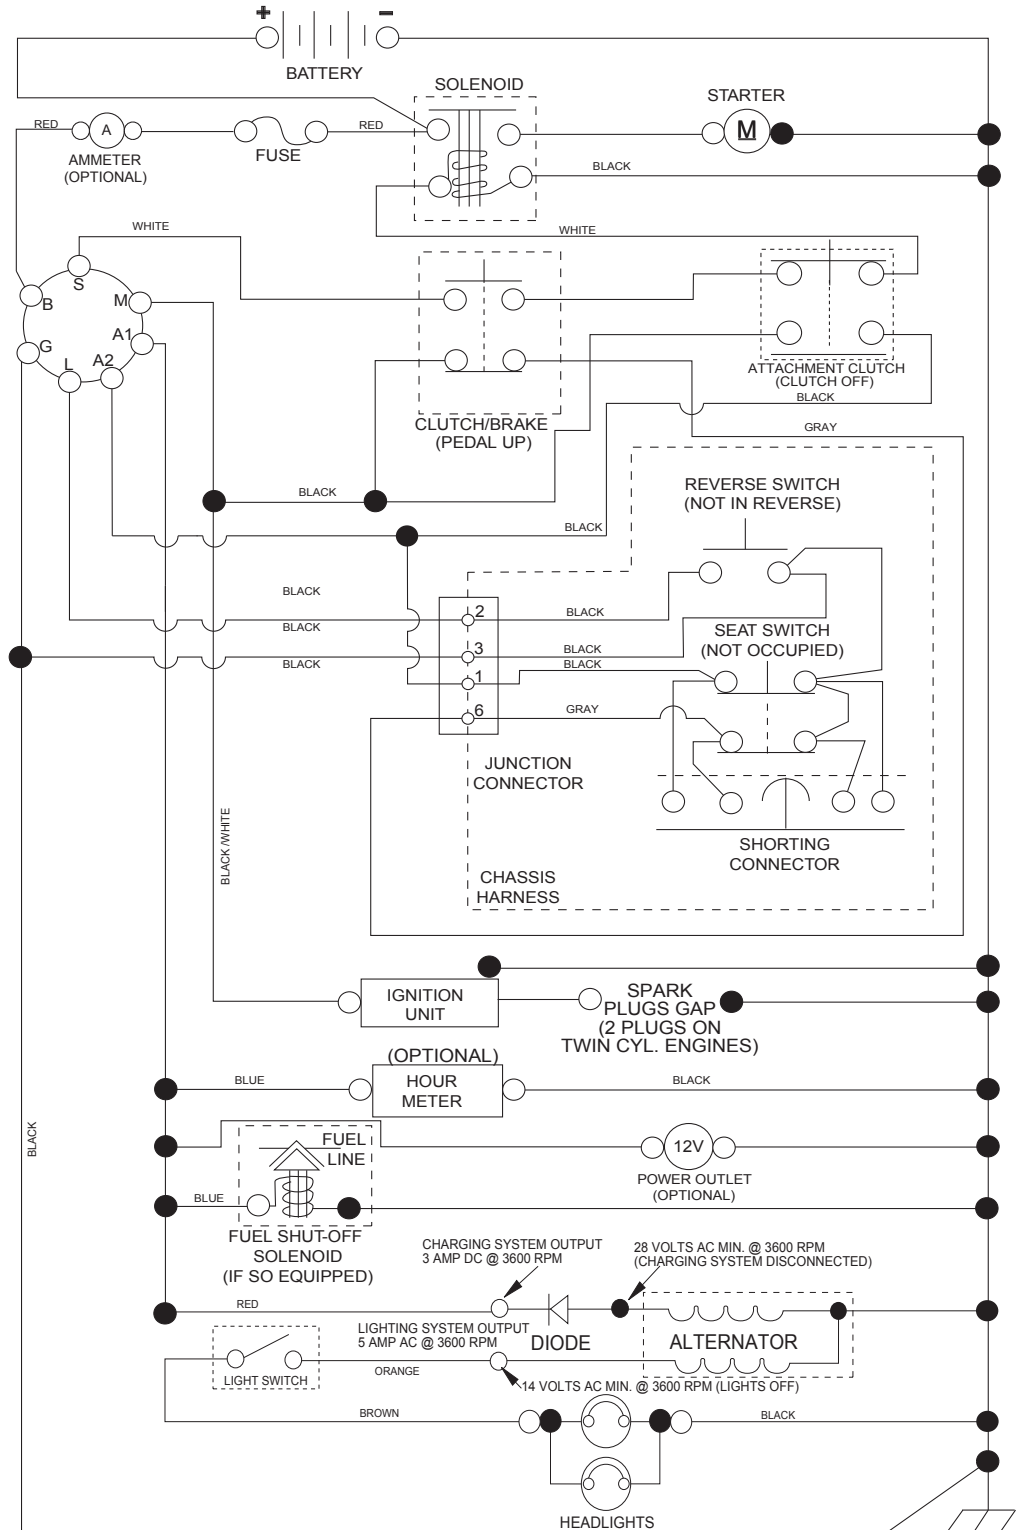 + −
BATTERY
SOLENOID
STARTER
RED
A
RED
M
AMMETER
(OPTIONAL)
FUSE
BLACK
WHITE
WHITE
S
B
M
G
A1
L
A2
ATTACHMENT CLUTCH
(CLUTCH OFF)
BLACK
CLUTCH/BRAKE
(PEDAL UP)
GRAY
REVERSE SWITCH
(NOT IN REVERSE)
BLACK
BLACK
BLACK
2
BLACK
BLACK
SEAT SWITCH
(NOT OCCUPIED)
3
BLACK
BLACK
BLACK
1
6
GRAY
JUNCTION
CONNECTOR
BLACK /WHITE
SHORTING
CONNECTOR
CHASSIS
HARNESS
IGNITION
UNIT
SPARK
PLUGS GAP
(2 PLUGS ON
TWIN CYL. ENGINES)
(OPTIONAL)
BLUE
HOUR
METER
BLACK
BLACK
FUEL
LINE
12V
POWER OUTLET
(OPTIONAL)
BLUE
FUEL SHUT-OFF
SOLENOID
(IF SO EQUIPPED)
CHARGING SYSTEM OUTPUT
3 AMP DC @ 3600 RPM
28 VOLTS AC MIN. @ 3600 RPM
(CHARGING SYSTEM DISCONNECTED)
RED
LIGHTING SYSTEM OUTPUT
5 AMP AC @ 3600 RPM
DIODE
ALTERNATOR
LIGHT SWITCH
ORANGE
14 VOLTS AC MIN. @ 3600 RPM (LIGHTS OFF)
BROWN
BLACK
HEADLIGHTS